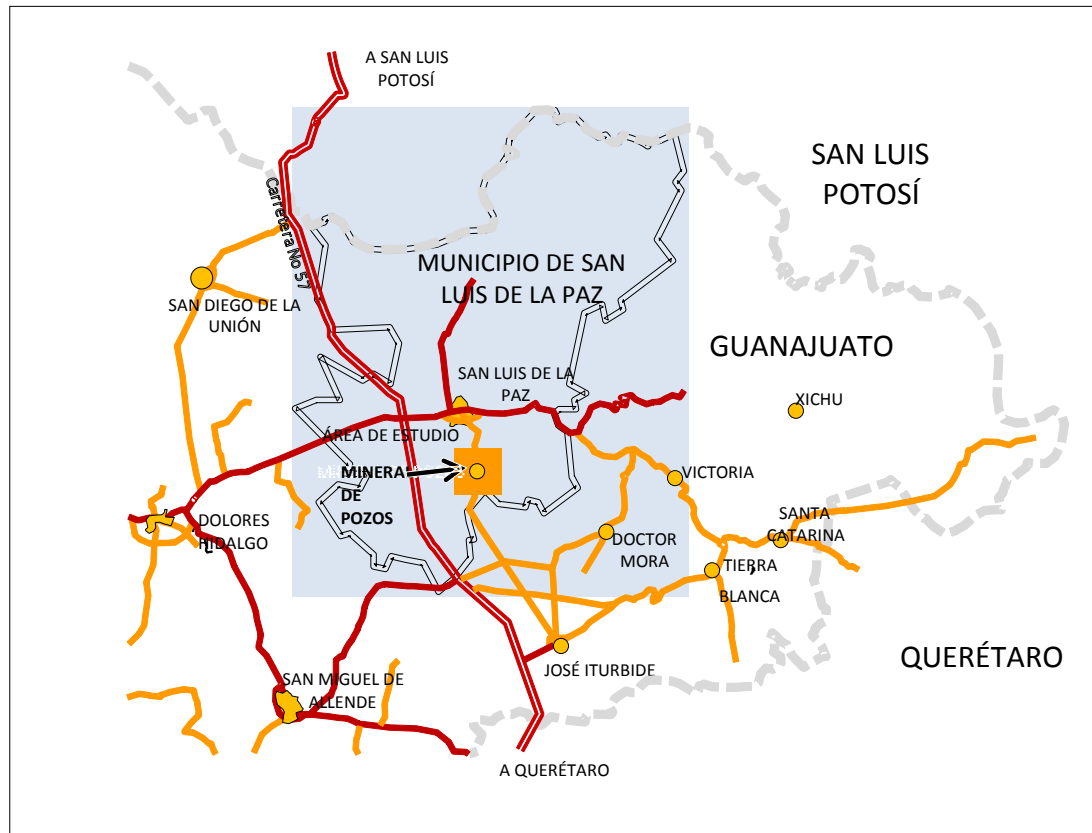 A SAN LUIS
POTOSÍ
SAN LUIS
POTOSÍ
Carretera No 57
MUNICIPIO DE SAN
LUÍS DE LA PAZ
SAN DIEGO DE LA
UNIÓN
GUANAJUATO
SAN LUIS DE LA
PAZ
XICHU
ÁREA DE ESTUDIO
MINERAL
DE
POZOS
VICTORIA
DOLORES
HIDALGO
SANTA
CATARINA
DOCTOR
MORA
TIERRA
BLANCA
JOSÉ ITURBIDE
QUERÉTARO
SAN MIGUEL DE
ALLENDE
A QUERÉTARO